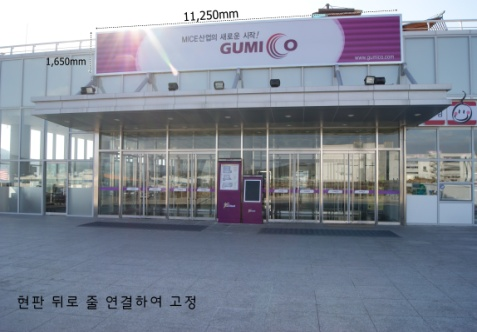 11,250mm
MICE산업의 새로운 시작!
GUMICO
www.gumico.com
1,650mm
현판 뒤로 줄 연결하여 고정